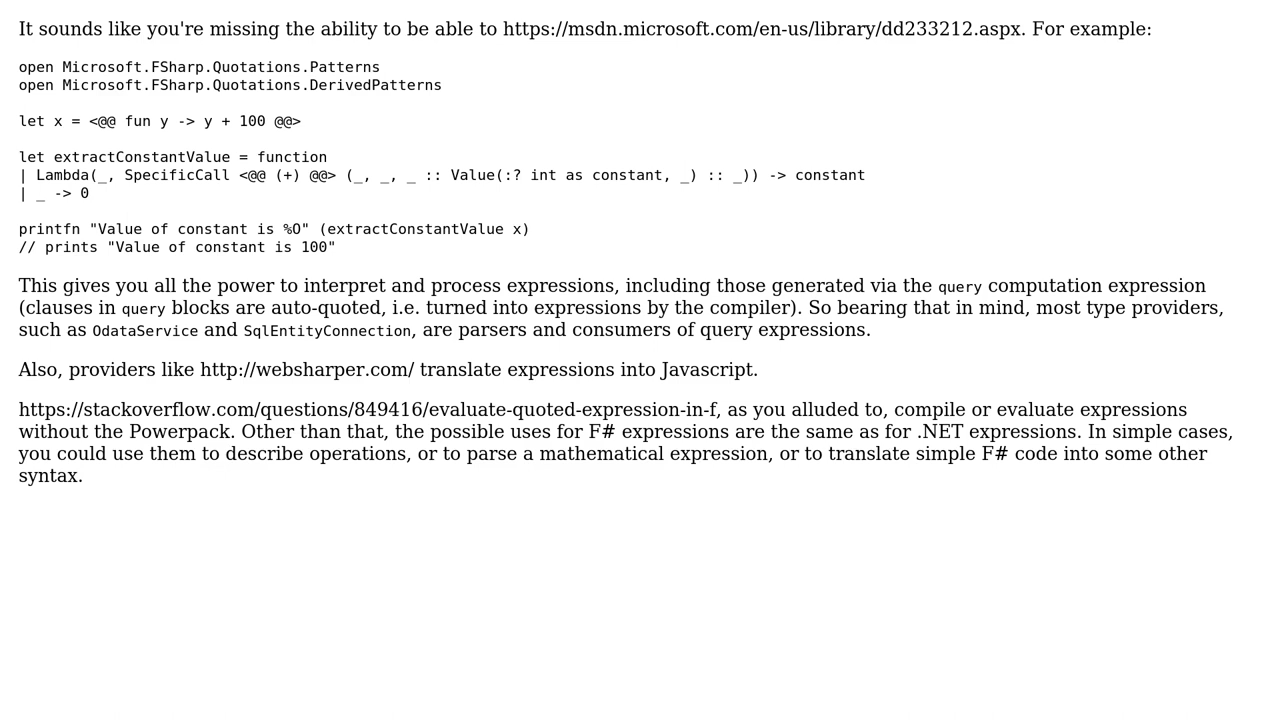 It sounds like you're missing the ability to be able to https://msdn.microsoft.com/en-us/library/dd233212.aspx. For example:
open Microsoft.FSharp.Quotations.Patterns
open Microsoft.FSharp.Quotations.DerivedPatterns
let x = <@@ fun y -> y + 100 @@>
let extractConstantValue = function
| Lambda(_, SpecificCall <@@ (+) @@> (_, _, _ :: Value(:? int as constant, _) :: _)) -> constant
| _ -> 0
printfn "Value of constant is %O" (extractConstantValue x)
// prints "Value of constant is 100"
This gives you all the power to interpret and process expressions, including those generated via the query computation expression
(clauses in query blocks are auto-quoted, i.e. turned into expressions by the compiler). So bearing that in mind, most type providers,
such as OdataService and SqlEntityConnection, are parsers and consumers of query expressions.
Also, providers like http://websharper.com/ translate expressions into Javascript.
https://stackoverflow.com/questions/849416/evaluate-quoted-expression-in-f, as you alluded to, compile or evaluate expressions
without the Powerpack. Other than that, the possible uses for F# expressions are the same as for .NET expressions. In simple cases,
you could use them to describe operations, or to parse a mathematical expression, or to translate simple F# code into some other
syntax.